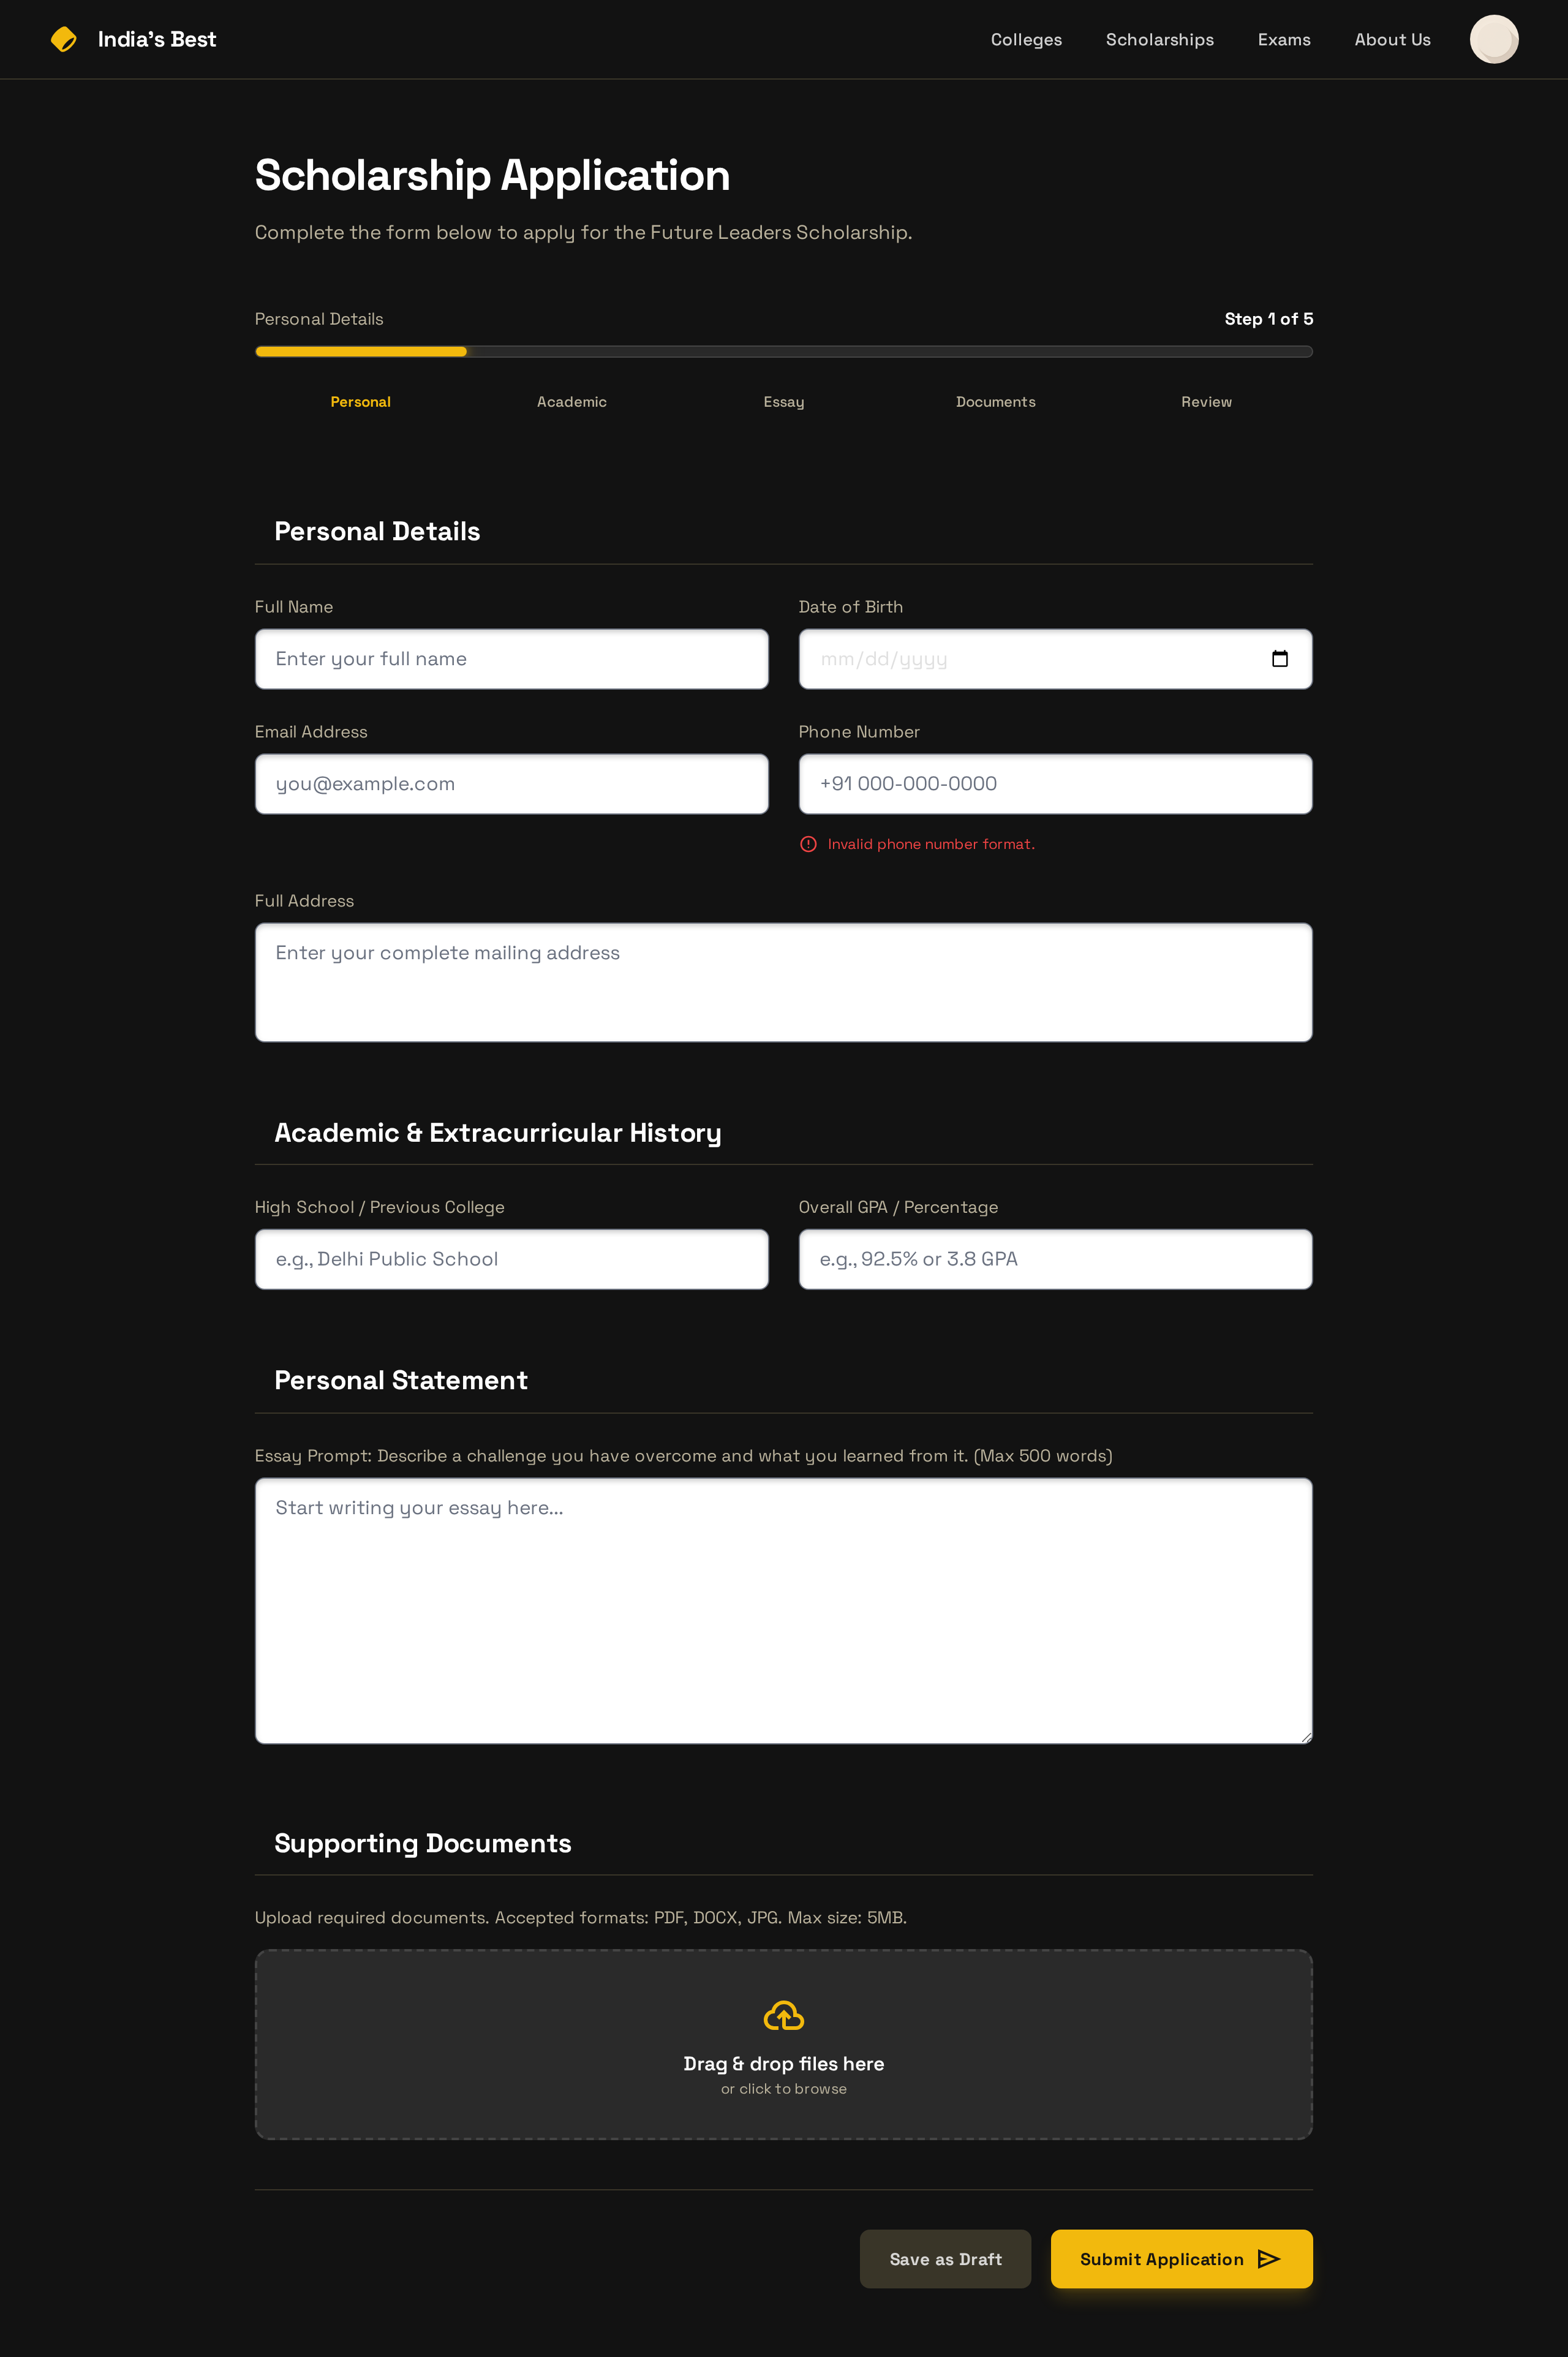 India's Best
Colleges
Scholarships
Exams
About Us
Scholarship Application
Complete the form below to apply for the Future Leaders Scholarship.
Personal Details
Step 1 of 5
Personal
Academic
Essay
Documents
Review
Personal Details
Full Name
Date of Birth
Enter your full name
mm/dd/yyyy
Email Address
Phone Number
you@example.com
+91 000-000-0000
Invalid phone number format.
Full Address
Enter your complete mailing address
Academic & Extracurricular History
High School / Previous College
Overall GPA / Percentage
e.g., Delhi Public School
e.g., 92.5% or 3.8 GPA
Personal Statement
Essay Prompt: Describe a challenge you have overcome and what you learned from it. (Max 500 words)
Start writing your essay here...
Supporting Documents
Upload required documents. Accepted formats: PDF, DOCX, JPG. Max size: 5MB.
Drag & drop files here
or click to browse
Save as Draft
Submit Application